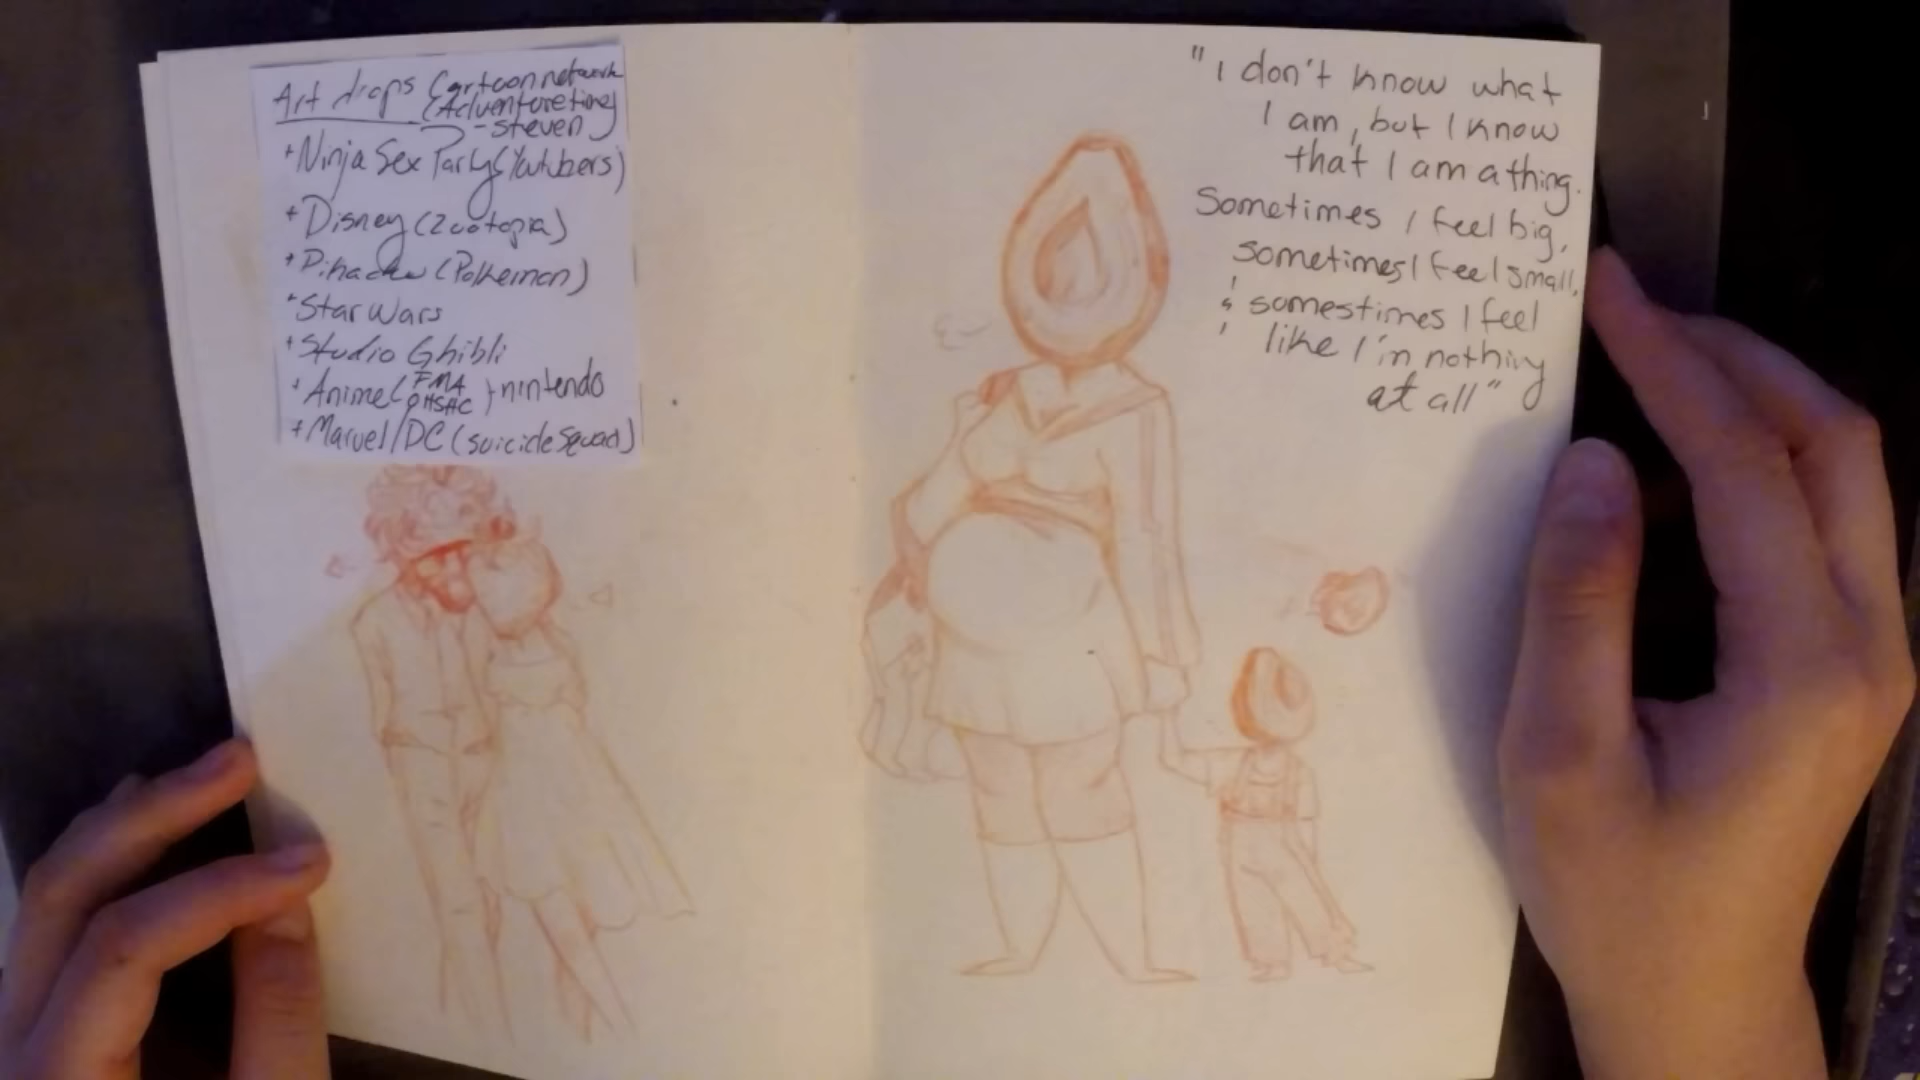 Art drops Cartoon network
(Adventure time)
- steven
+ Ninja Sex Party (Yutubers)
+ Disney (Zootopia)
+ Pikachu (Polkemon)
+ Star Wars
+ Studio Ghibli
+ Anime ( FMA
OHSHC ) + nintendo
+ Marvel/DC (suicide Squad)
"I don't know what
I am, but I know
that I am a thing.
Sometimes I feel big,
sometimes I feel small,
& somestimes I feel
like I'm nothing
at all"